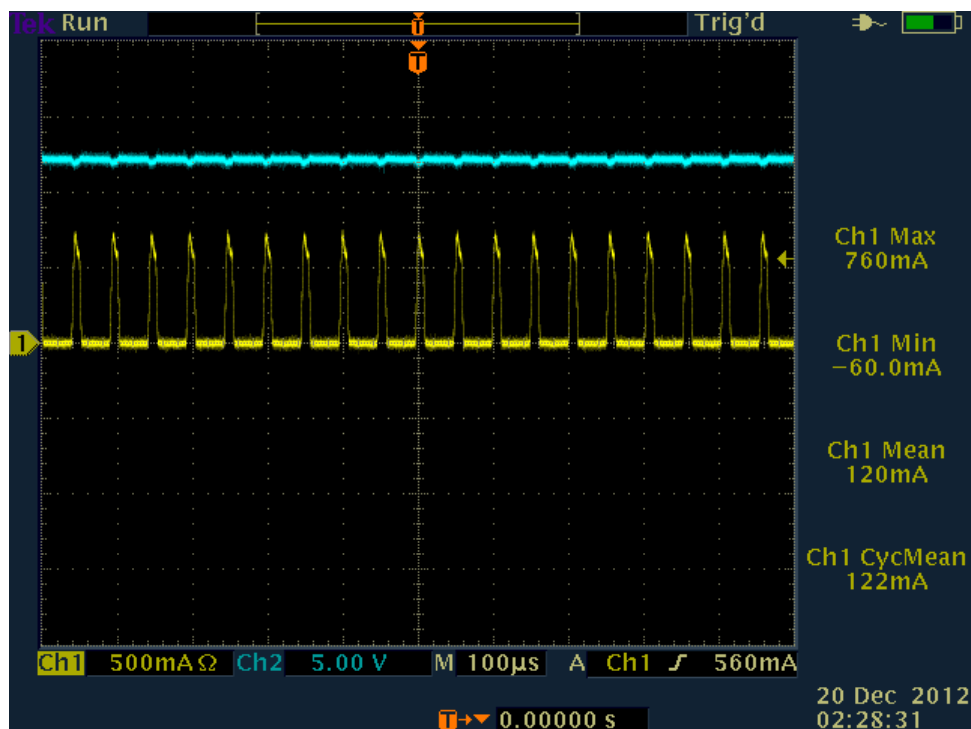 Tek Run Trig'd
T
T
Ch1 Max
760mA
1
Ch1 Min
−60.0mA
Ch1 Mean
120mA
Ch1 CycMean
122mA
Ch1 500mAΩ Ch2 5.00 V M 100µs A Ch1 ƒ 560mA
20 Dec 2012
T→▼ 0.00000 s 02:28:31